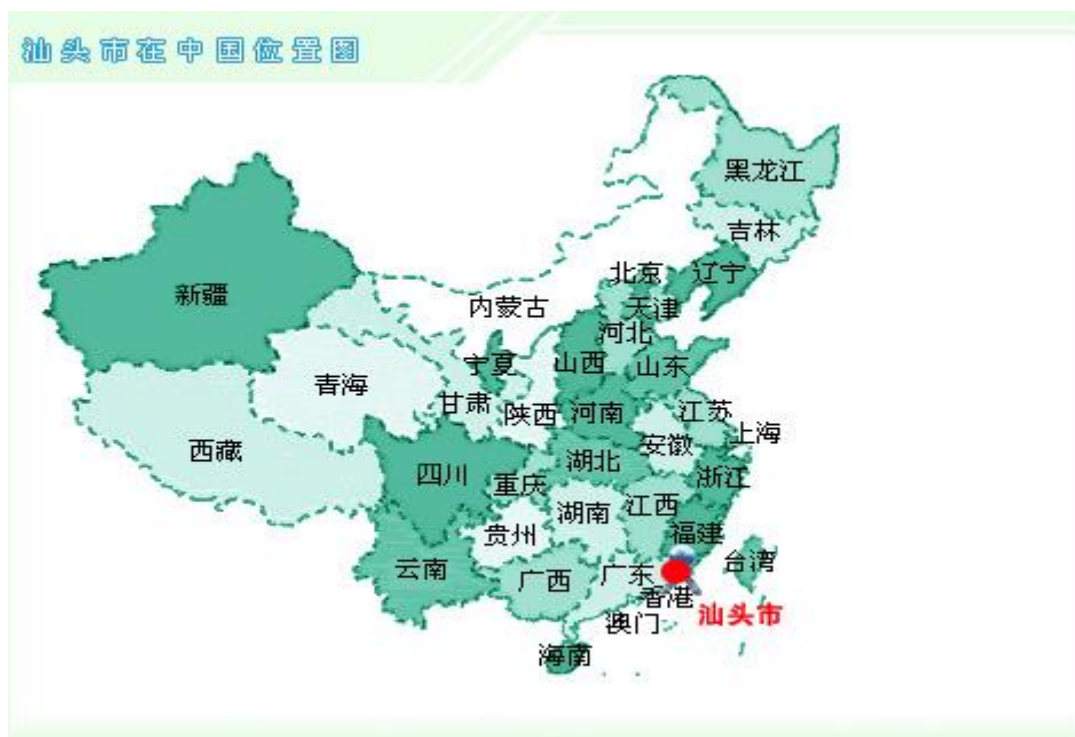 汕头市在中国位置图
黑龙江
吉林
辽宁
北京
天津
内蒙古
新疆
河北
宁夏
山西
山东
青海
甘肃
陕西
河南
江苏
上海
西藏
安徽
四川
重庆
湖北
浙江
江西
湖南
贵州
福建
台湾
云南
广西
广东
香港
汕头市
澳门
海南